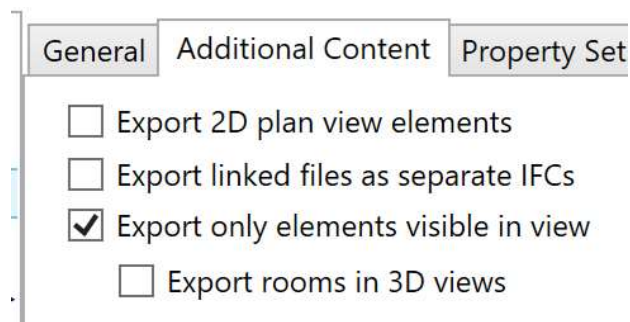 General Additional Content Property Set
Export 2D plan view elements
Export linked files as separate IFCs
Export only elements visible in view
Export rooms in 3D views